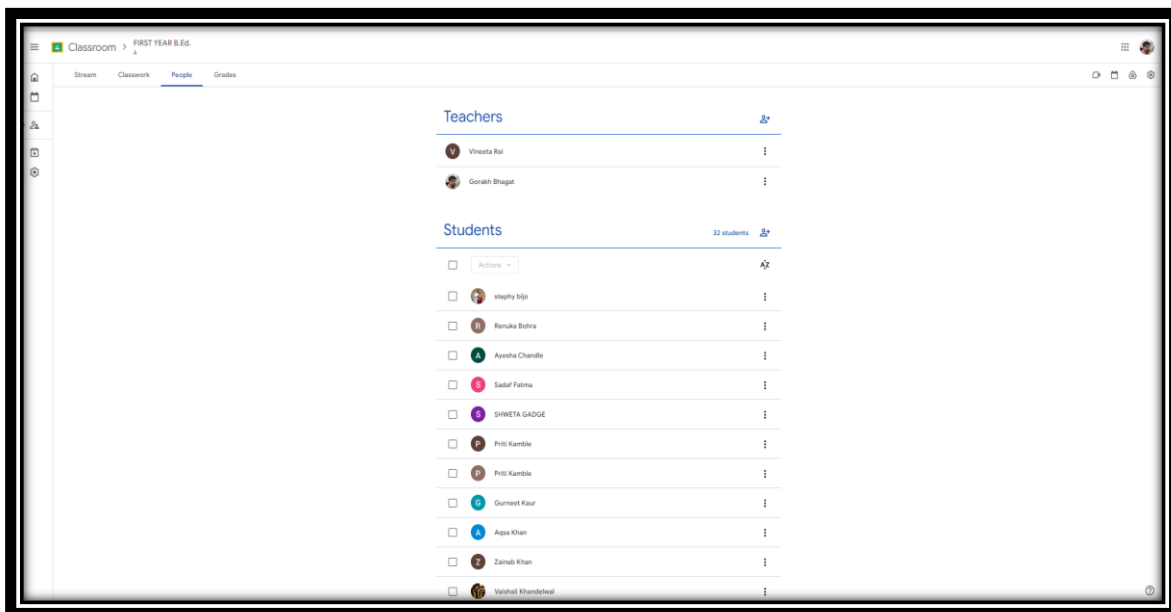 Classroom > FIRST YEAR B.Ed.
A
Stream Classwork People Grades
Teachers
V Vineeta Rai
Gorakh Bhagat
Students 32 students
Actions AZ
stephy bijo
R Renuka Bohra
A Ayesha Chandle
S Sadaf Fatma
S SHWETA GADGE
P Priti Kamble
P Priti Kamble
G Gurneet Kaur
A Aqsa Khan
Z Zainab Khan
Vaishali Khandelwal